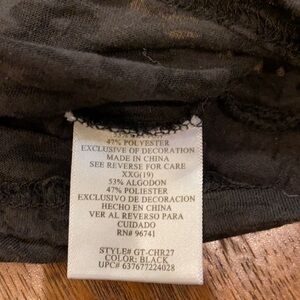 47% POLYESTER
EXCLUSIVE OF DECORATION
MADE IN CHINA
SEE REVERSE FOR CARE
XXG(19)
53% ALGODON
47% POLIESTER
EXCLUSIVO DE DECORACION
HECHO EN CHINA
VER AL REVERSO PARA
CUIDADO
RN# 96741
STYLE# GT-CHR27
COLOR: BLACK
UPC# 637677224028